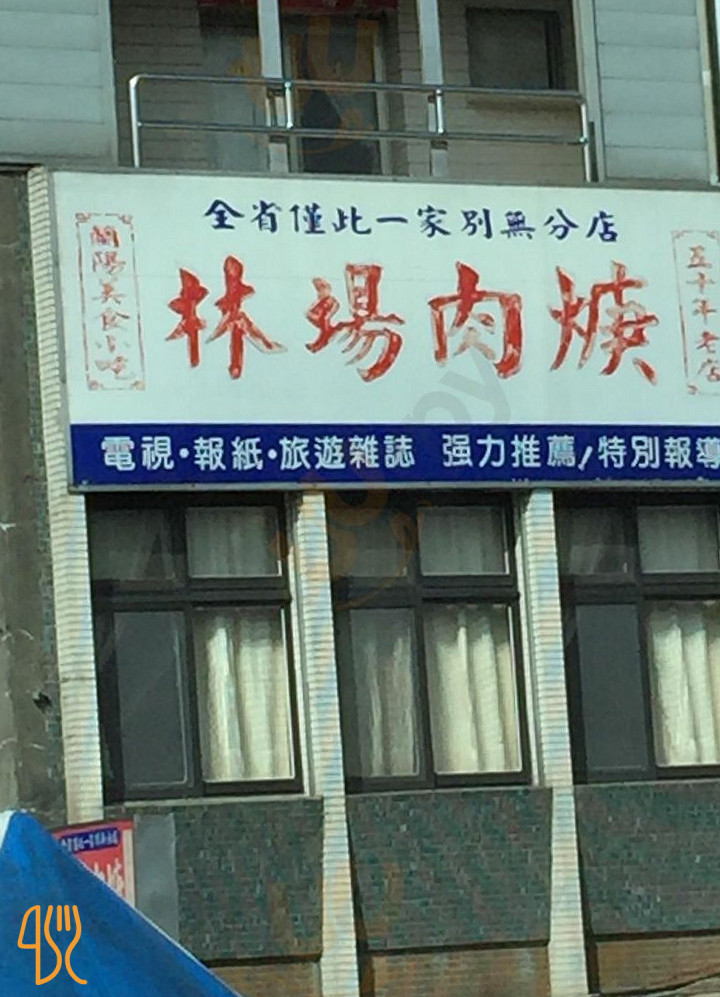 全省僅此一家別無分店
蘭陽美食小吃
林場肉焿
五十年老店
電視·報紙·旅遊雜誌 强力推薦!特別報導